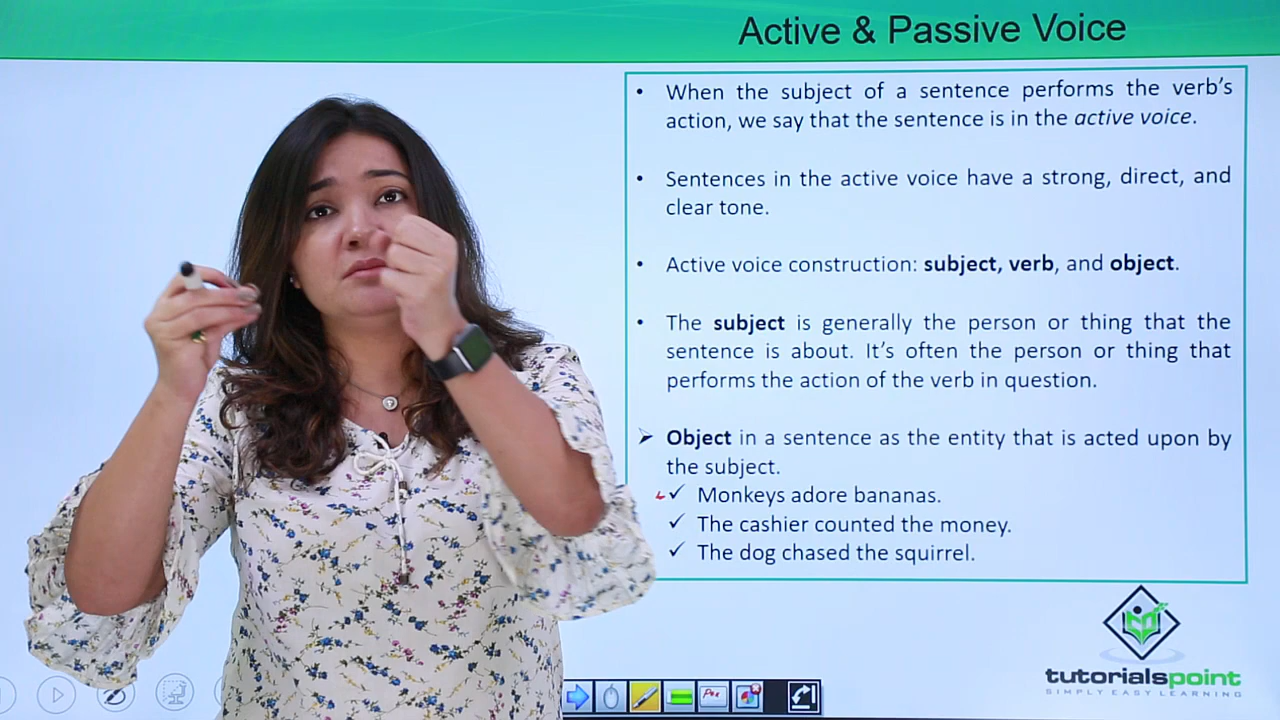 Active & Passive Voice
• When the subject of a sentence performs the verb's
action, we say that the sentence is in the active voice.
• Sentences in the active voice have a strong, direct, and
clear tone.
• Active voice construction: subject, verb, and object.
• The subject is generally the person or thing that the
sentence is about. It's often the person or thing that
performs the action of the verb in question.
➢ Object in a sentence as the entity that is acted upon by
the subject.
✓ Monkeys adore bananas.
✓ The cashier counted the money.
✓ The dog chased the squirrel.
tutorialspoint
SIMPLY EASY LEARNING
Pen